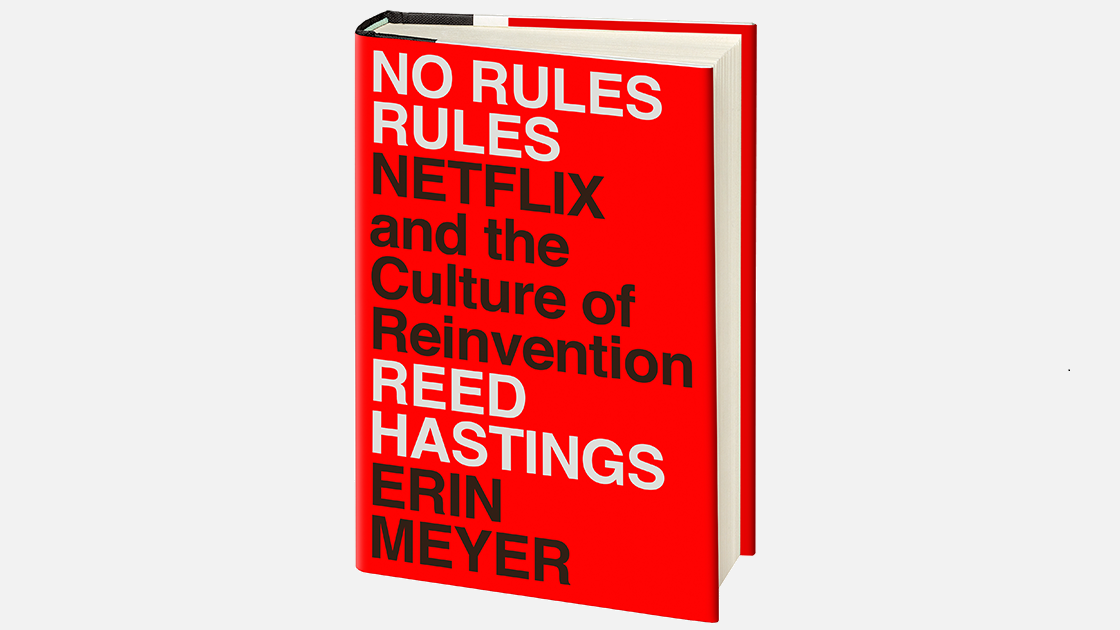 NO RULES
RULES
NETFLIX
and the
Culture of
Reinvention
REED
HASTINGS
ERIN
MEYER